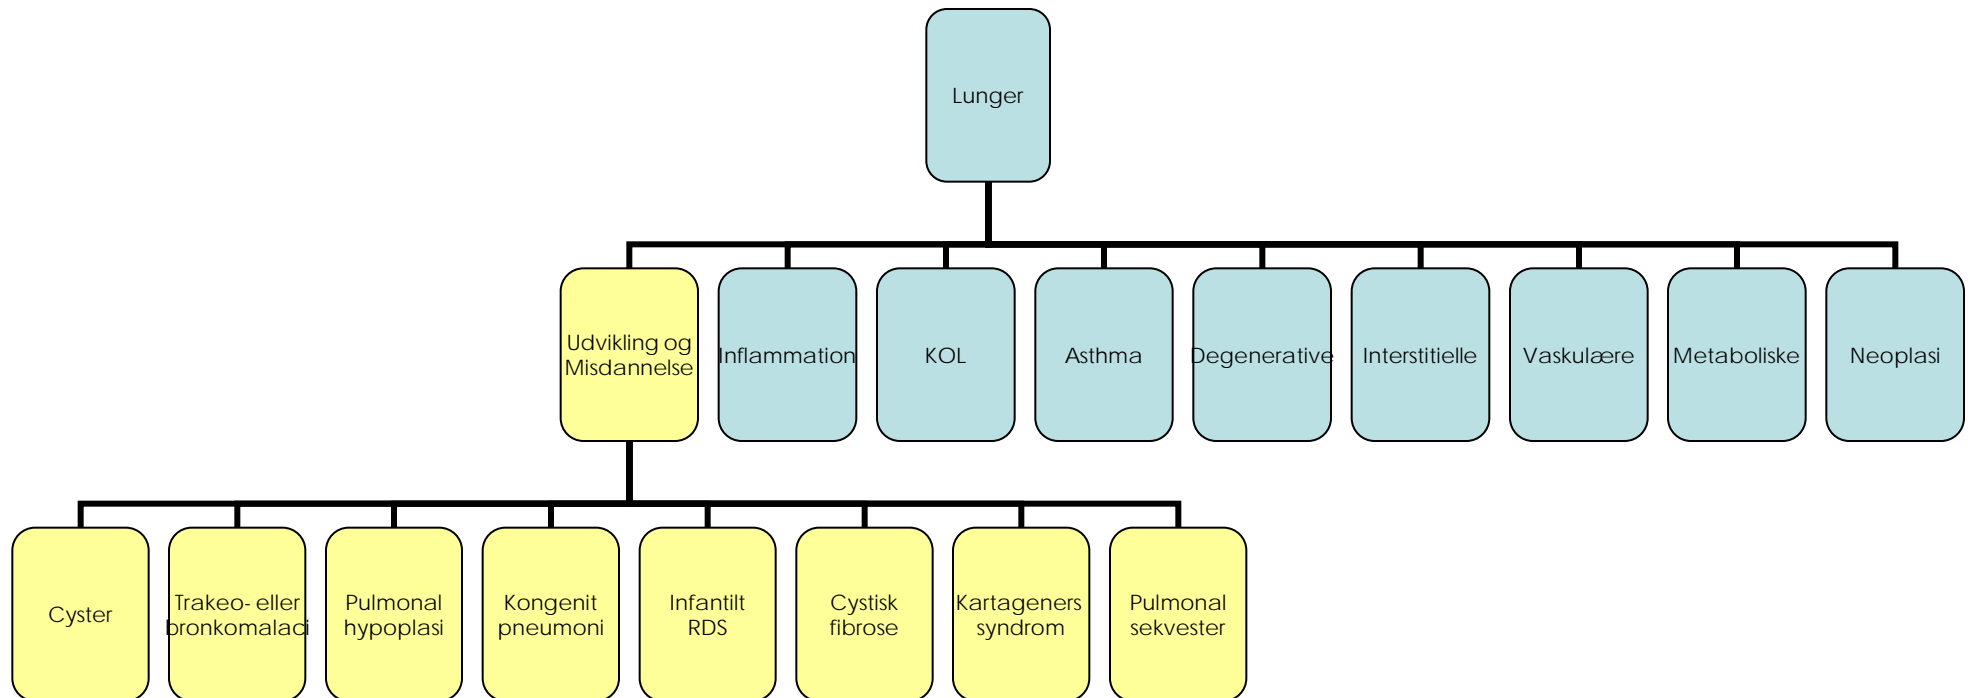 Lunger
Udvikling og
Misdannelse
Inflammation
KOL
Asthma
Degenerative
Interstitielle
Vaskulære
Metaboliske
Neoplasi
Cyster
Trakeo- eller
bronkomalaci
Pulmonal
hypoplasi
Kongenit
pneumoni
Infantilt
RDS
Cystisk
fibrose
Kartageners
syndrom
Pulmonal
sekvester